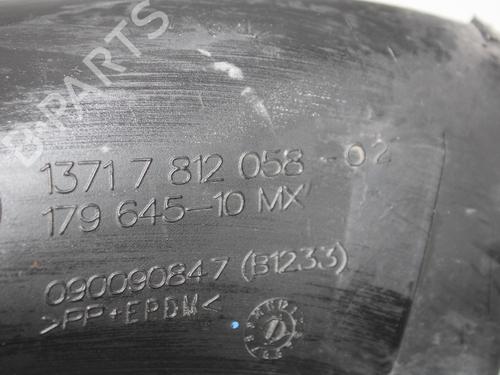 B-PARTS
1371 7 812 058-02
179 645-10 MX
090090847 (B1233)
>PP+EPDM<